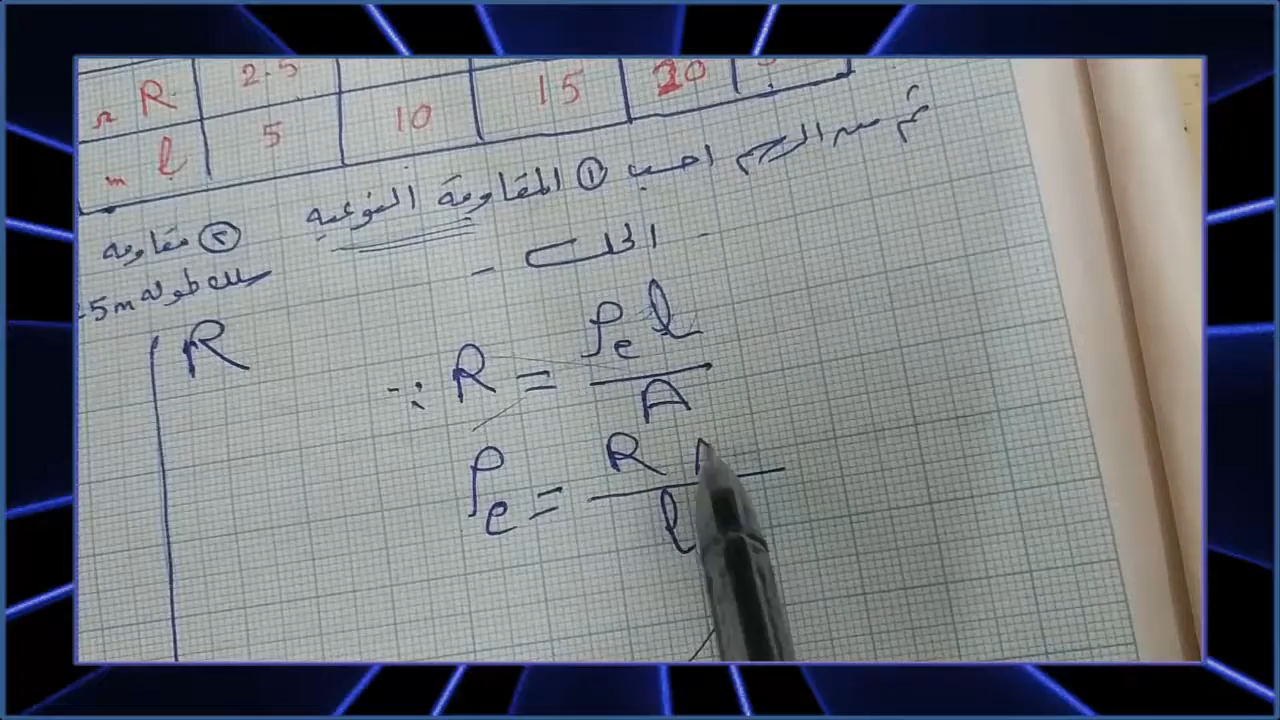 Ω R 2.5
m l 5 10 15 20
ثم من الرسم احسب ① المقاومة النوعية
② مقاومة
سلك طوله 25m
- الحل -
R
∵ R = ρe l / A
ρe = R A / l